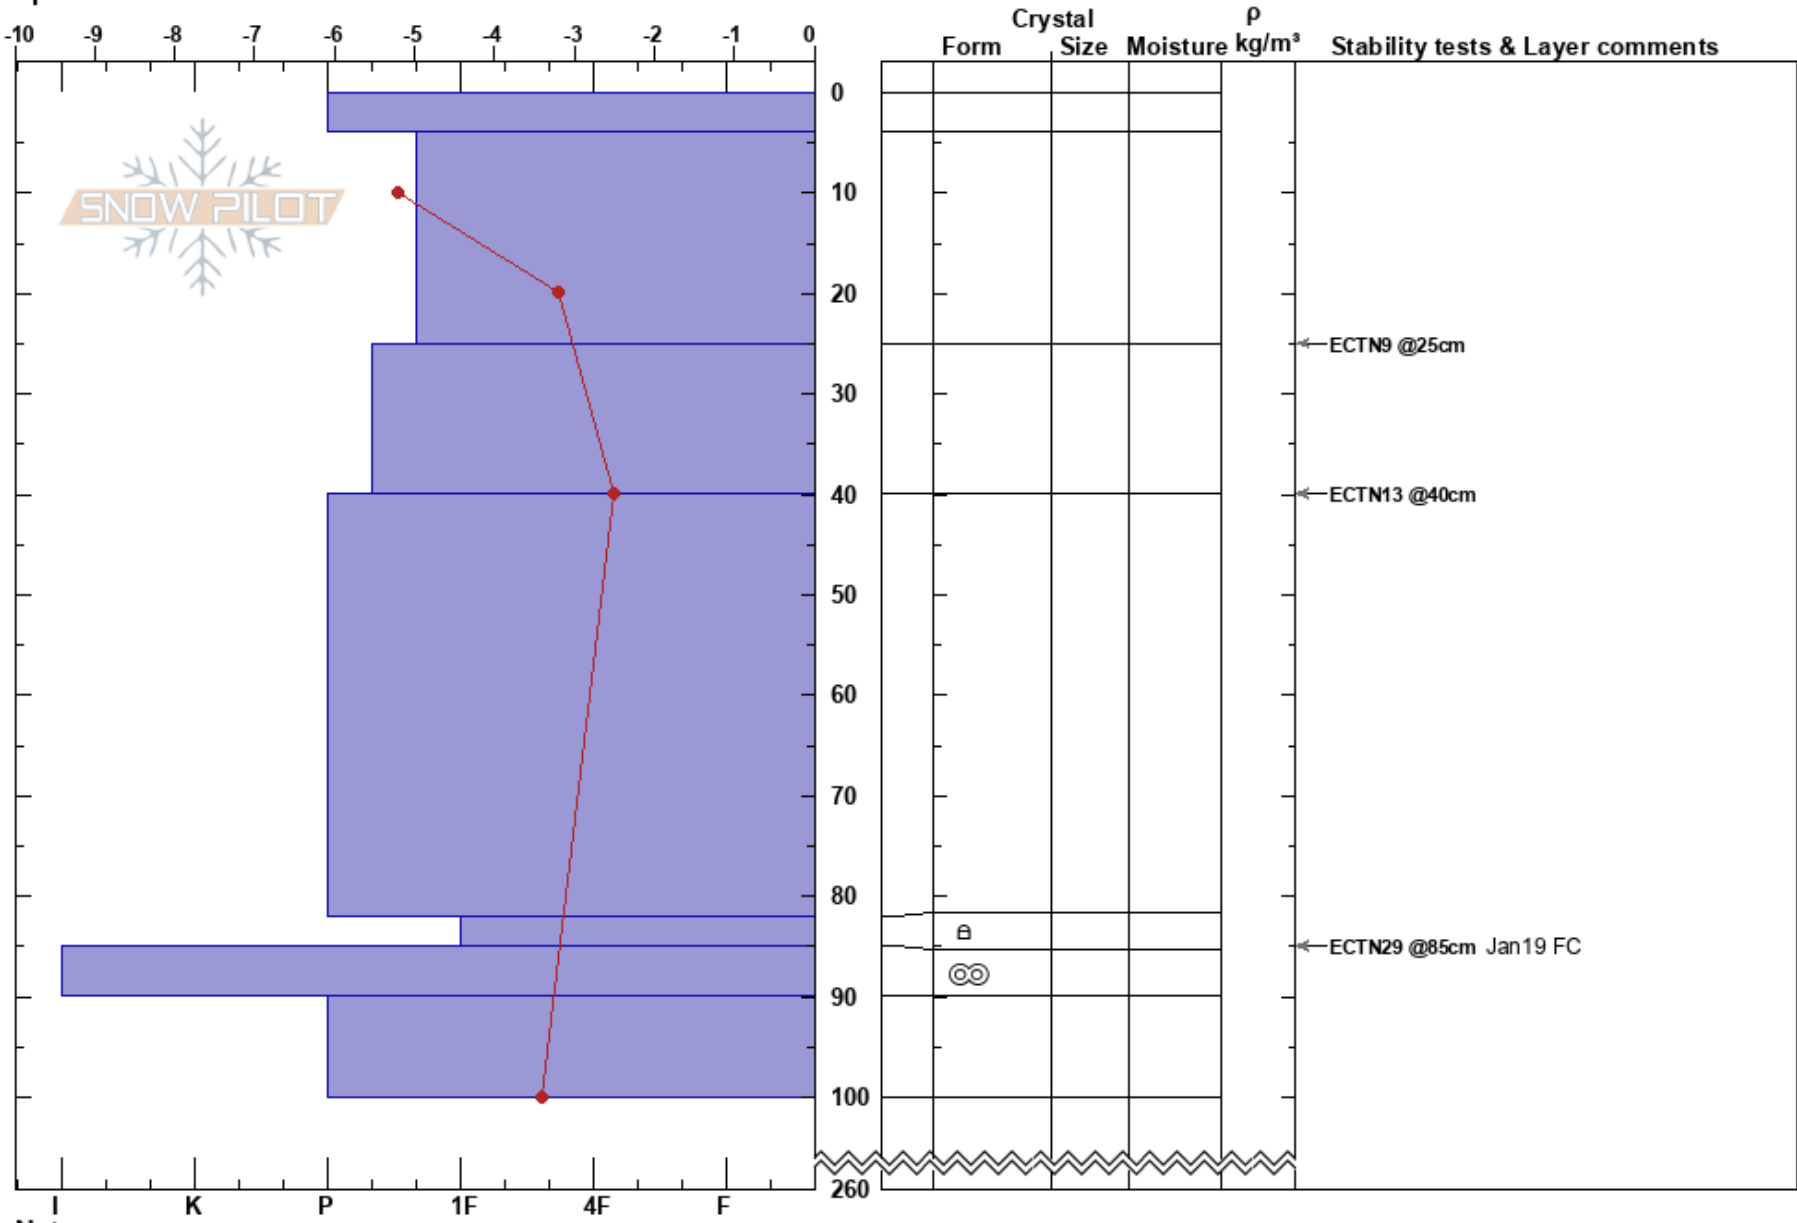 Crystal ρ
-10 -9 -8 -7 -6 -5 -4 -3 -2 -1 0 Form Size Moisture kg/m³ Stability tests & Layer comments
0
SNOW PILOT
10
20
ECTN9 @25cm
30
40 ECTN13 @40cm
50
60
70
80
ECTN29 @85cm Jan19 FC
90
100
260
I K P 1F 4F F